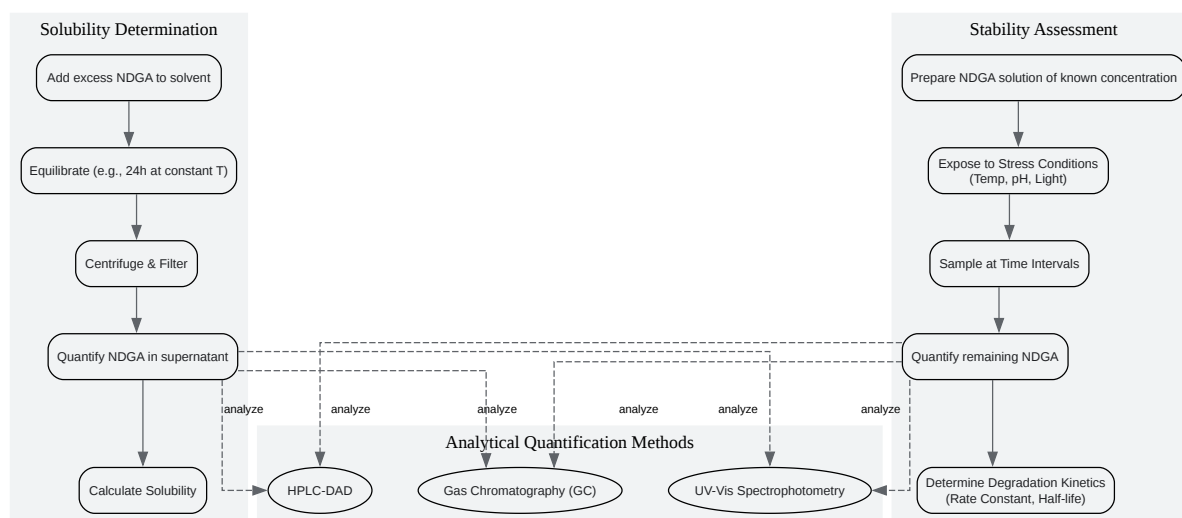 Solubility Determination
Add excess NDGA to solvent
Equilibrate (e.g., 24h at constant T)
Centrifuge & Filter
Quantify NDGA in supernatant
Calculate Solubility
Stability Assessment
Prepare NDGA solution of known concentration
Expose to Stress Conditions
(Temp, pH, Light)
Sample at Time Intervals
Quantify remaining NDGA
Determine Degradation Kinetics
(Rate Constant, Half-life)
analyze
analyze
analyze
analyze
analyze
analyze
Analytical Quantification Methods
HPLC-DAD
Gas Chromatography (GC)
UV-Vis Spectrophotometry